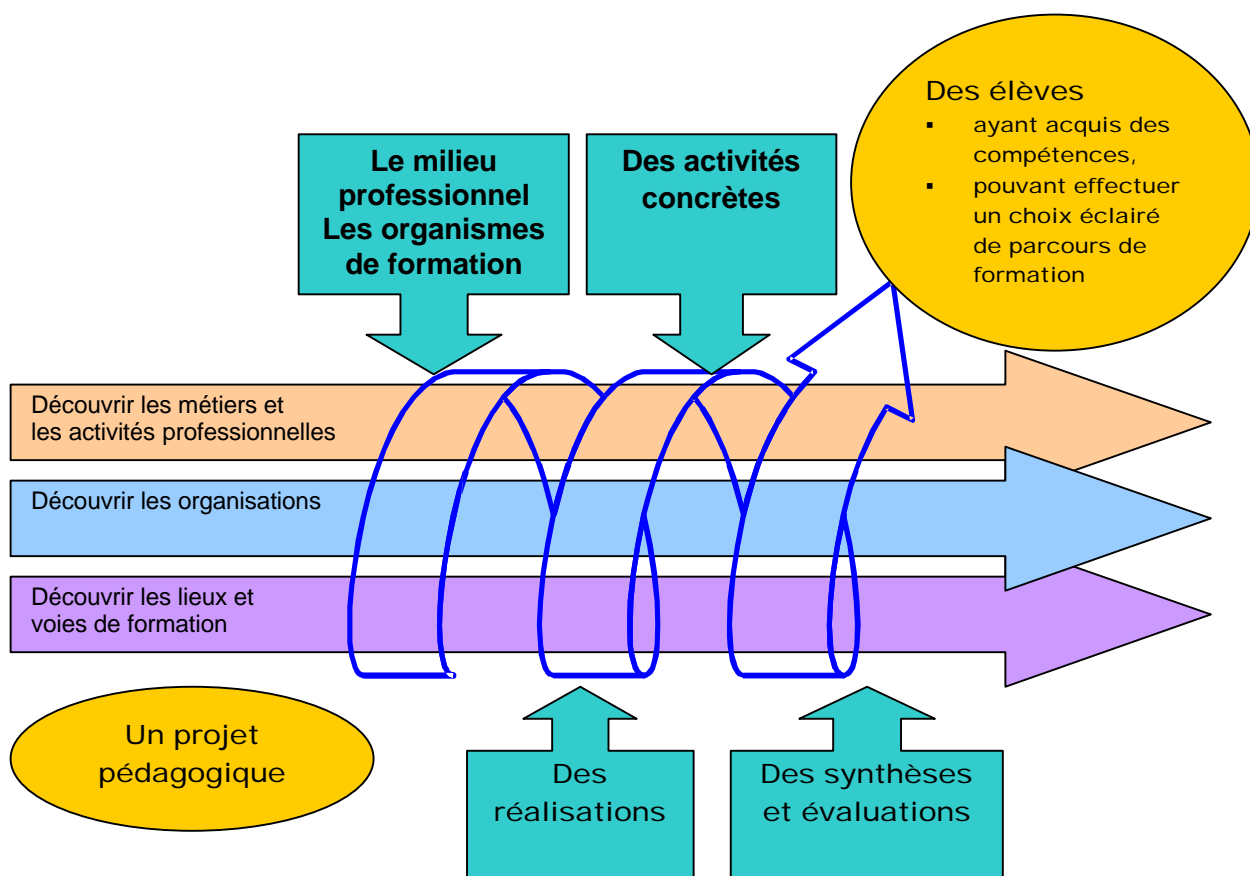 Des élèves
▪ ayant acquis des
compétences,
▪ pouvant effectuer
un choix éclairé
de parcours de
formation
Le milieu
professionnel
Les organismes
de formation
Des activités
concrètes
Découvrir les métiers et
les activités professionnelles
Découvrir les organisations
Découvrir les lieux et
voies de formation
Un projet
pédagogique
Des
réalisations
Des synthèses
et évaluations